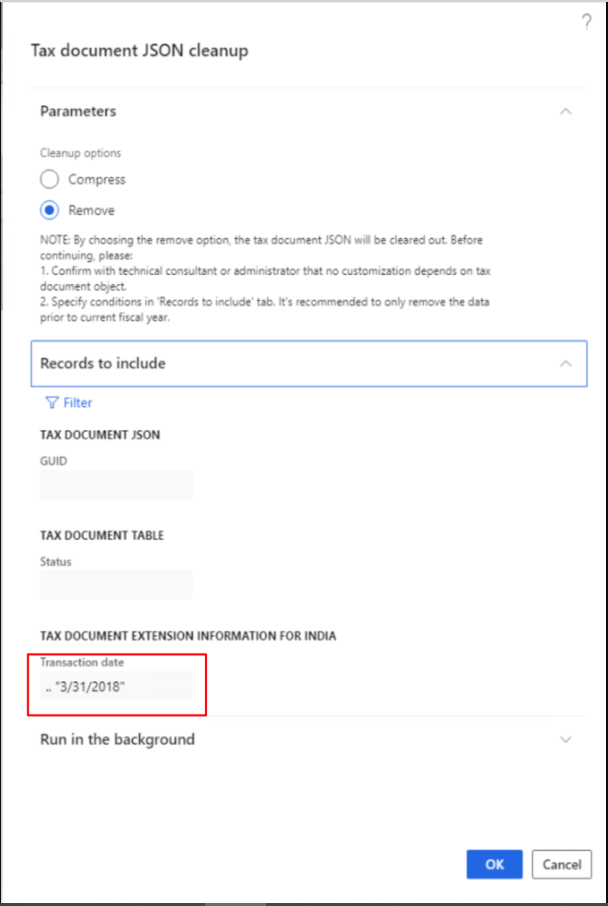 ?
Tax document JSON cleanup
Parameters
Cleanup options
Compress
Remove
NOTE: By choosing the remove option, the tax document JSON will be cleared out. Before
continuing, please:
1. Confirm with technical consultant or administrator that no customization depends on tax
document object.
2. Specify conditions in 'Records to include' tab. It's recommended to only remove the data
prior to current fiscal year.
Records to include
Filter
TAX DOCUMENT JSON
GUID
TAX DOCUMENT TABLE
Status
TAX DOCUMENT EXTENSION INFORMATION FOR INDIA
Transaction date
.. "3/31/2018"
Run in the background
OK Cancel